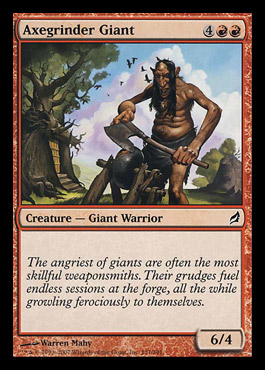 Axegrinder Giant 4
Creature — Giant Warrior
The angriest of giants are often the most
skillful weaponsmiths. Their grudges fuel
endless sessions at the forge, all the while
growling ferociously to themselves.
Warren Mahy
6/4